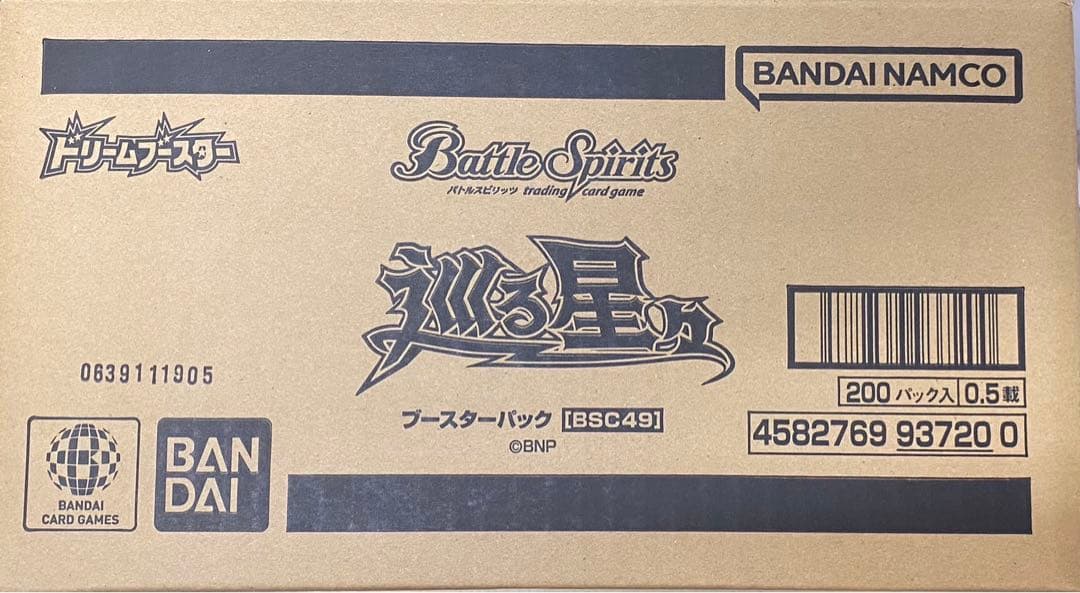 BANDAI NAMCO
ドリームブースター
Battle Spirits
バトルスピリッツ trading card game
巡る星々
ブースターパック [BSC49]
©BNP
0639111905
200 パック入 0.5 載
4582769 93720 0
BANDAI
CARD GAMES
BAN
DAI